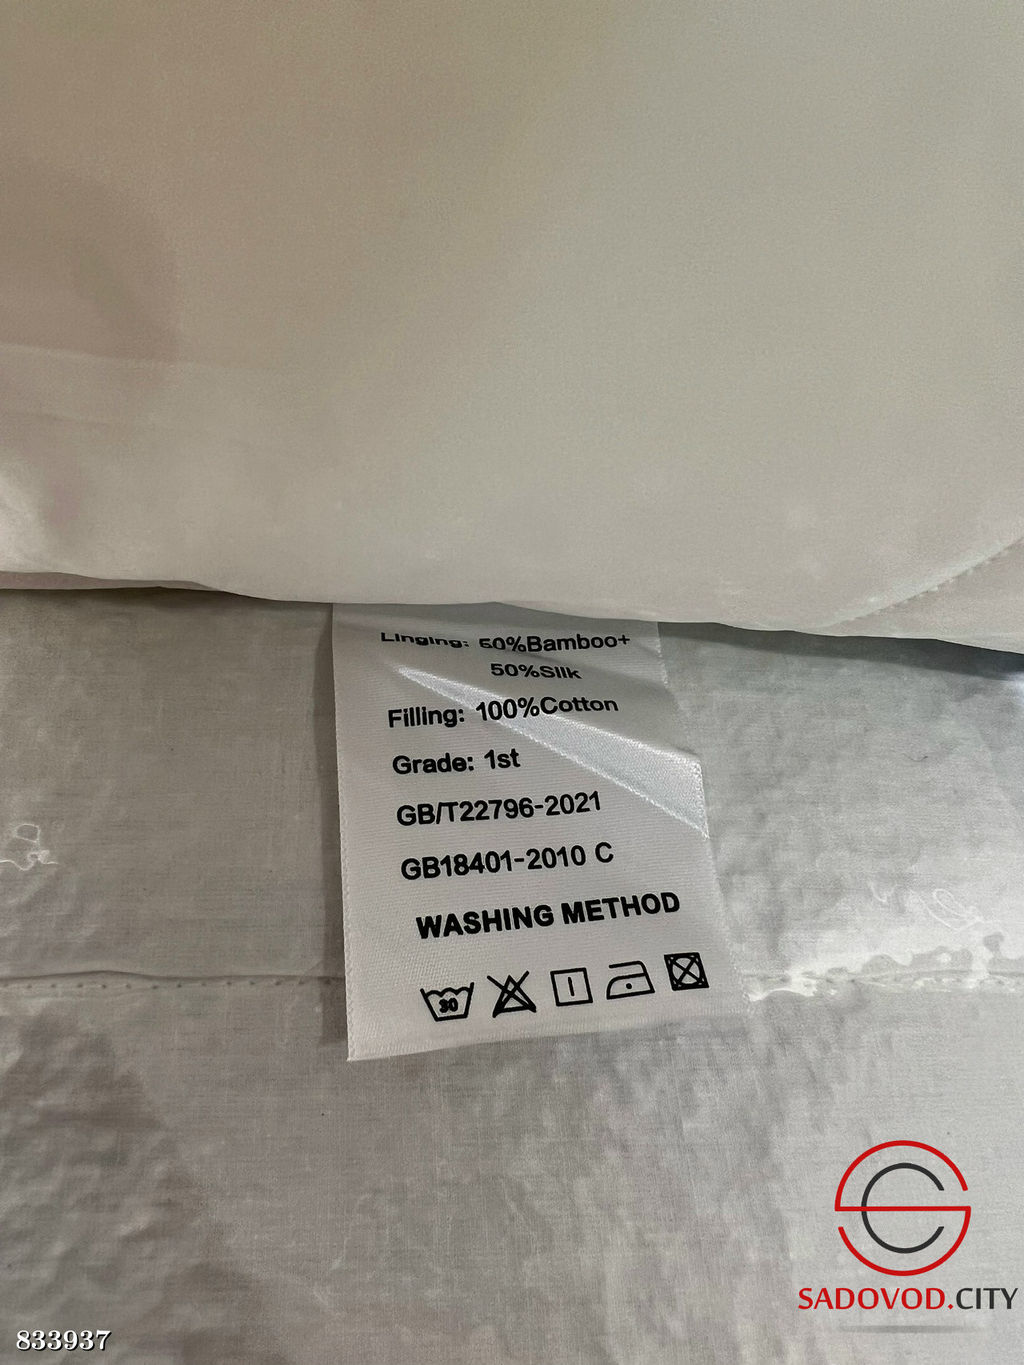 Linging: 50%Bamboo+
50%Silk
Filling: 100%Cotton
Grade: 1st
GB/T22796-2021
GB18401-2010 C
WASHING METHOD
30
SADOVOD.CITY
833937